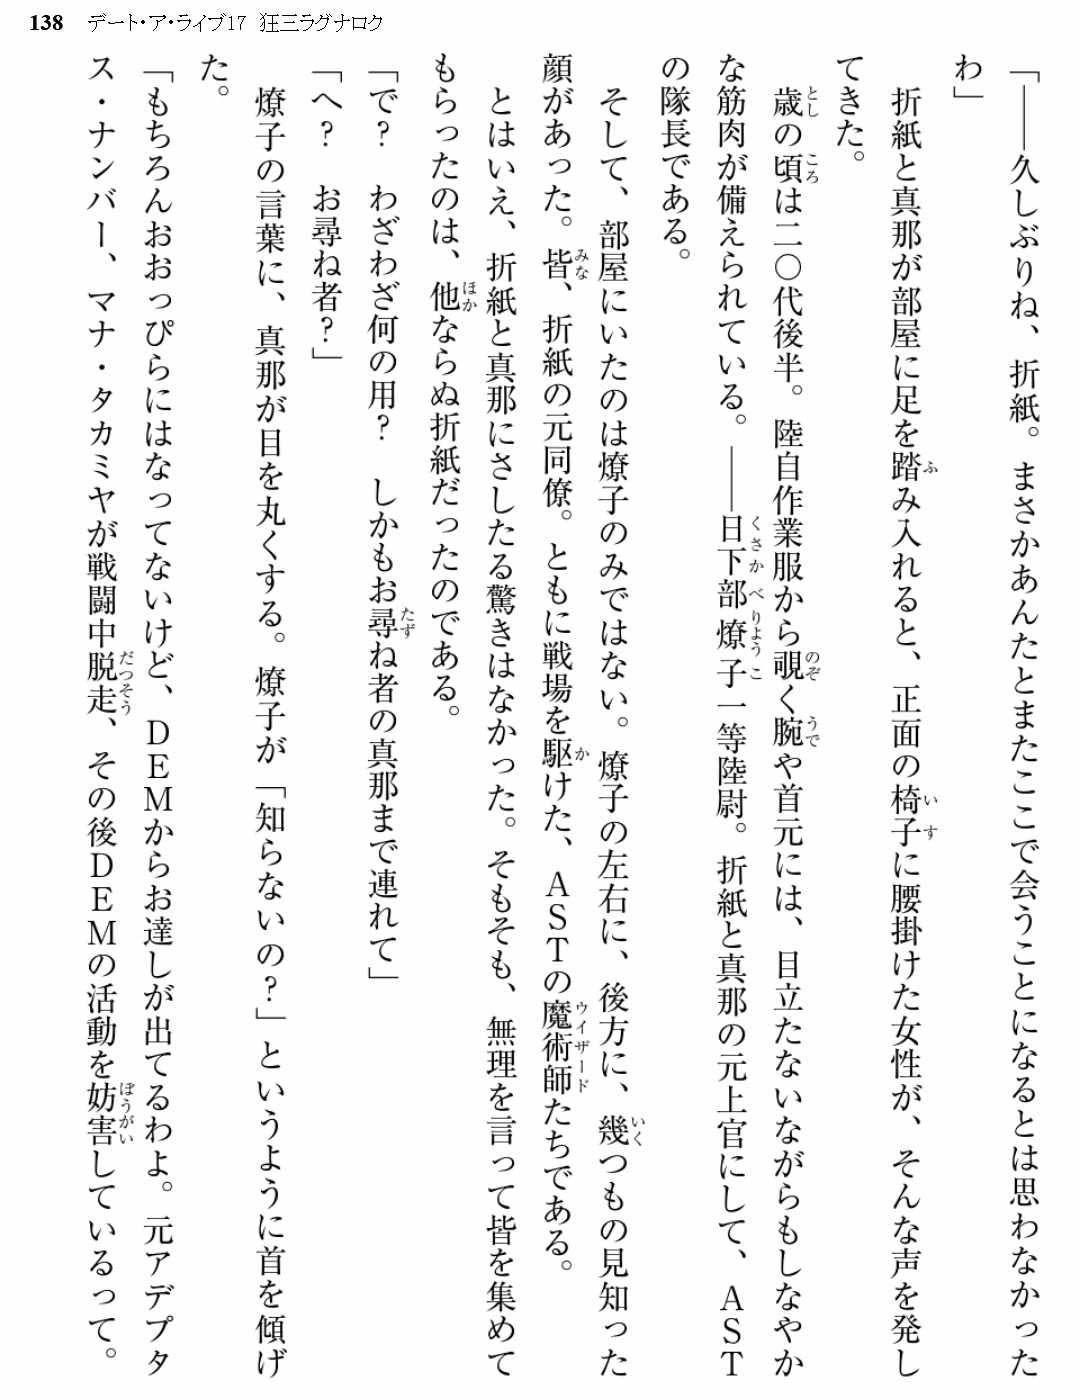 138 デート・ア・ライブ17 狂三ラグナロク
「――久しぶりね、折紙。まさかあんたとまたここで会うことになるとは思わなかった
わ」
折紙と真那が部屋に足を踏み入れると、正面の椅子に腰掛けた女性が、そんな声を発し
てきた。
歳の頃は二〇代後半。陸自作業服から覗く腕や首元には、目立たないながらもしなやか
な筋肉が備えられている。――日下部燎子一等陸尉。折紙と真那の元上官にして、ＡＳＴ
の隊長である。
そして、部屋にいたのは燎子のみではない。燎子の左右に、後方に、幾つもの見知った
顔があった。皆、折紙の元同僚。ともに戦場を駆けた、ＡＳＴの魔術師たちである。
とはいえ、折紙と真那にさしたる驚きはなかった。そもそも、無理を言って皆を集めて
もらったのは、他ならぬ折紙だったのである。
「で？　わざわざ何の用？　しかもお尋ね者の真那まで連れて」
「へ？　お尋ね者？」
燎子の言葉に、真那が目を丸くする。燎子が「知らないの？」というように首を傾げ
た。
「もちろんおおっぴらにはなってないけど、ＤＥＭからお達しが出てるわよ。元アデプタ
ス・ナンバー、マナ・タカミヤが戦闘中脱走、その後ＤＥＭの活動を妨害しているって。